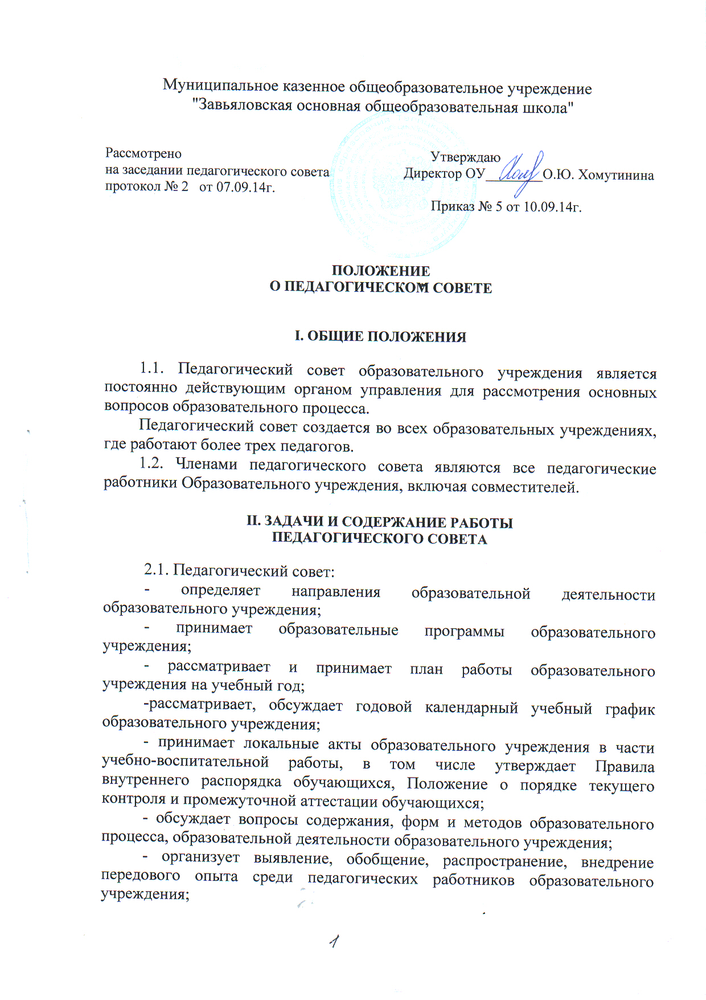 Муниципальное казенное общеобразовательное учреждение
"Завьяловская основная общеобразовательная школа"
Рассмотрено
на заседании педагогического совета
протокол № 2 от 07.09.14г.
Утверждаю
Директор ОУ________О.Ю. Хомутинина
Приказ № 5 от 10.09.14г.
ПОЛОЖЕНИЕ
О ПЕДАГОГИЧЕСКОМ СОВЕТЕ
I. ОБЩИЕ ПОЛОЖЕНИЯ
1.1. Педагогический совет образовательного учреждения является
постоянно действующим органом управления для рассмотрения основных
вопросов образовательного процесса.
Педагогический совет создается во всех образовательных учреждениях,
где работают более трех педагогов.
1.2. Членами педагогического совета являются все педагогические
работники Образовательного учреждения, включая совместителей.
II. ЗАДАЧИ И СОДЕРЖАНИЕ РАБОТЫ
ПЕДАГОГИЧЕСКОГО СОВЕТА
2.1. Педагогический совет:
- определяет направления образовательной деятельности
образовательного учреждения;
- принимает образовательные программы образовательного
учреждения;
- рассматривает и принимает план работы образовательного
учреждения на учебный год;
-рассматривает, обсуждает годовой календарный учебный график
образовательного учреждения;
- принимает локальные акты образовательного учреждения в части
учебно-воспитательной работы, в том числе утверждает Правила
внутреннего распорядка обучающихся, Положение о порядке текущего
контроля и промежуточной аттестации обучающихся;
- обсуждает вопросы содержания, форм и методов образовательного
процесса, образовательной деятельности образовательного учреждения;
- организует выявление, обобщение, распространение, внедрение
передового опыта среди педагогических работников образовательного
учреждения;
1